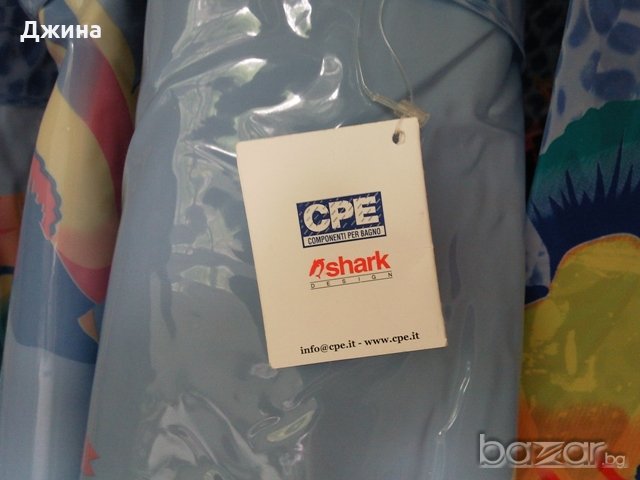 Джина
CPE
COMPONENTI PER BAGNO
shark
DESIGN
info@cpe.it - www.cpe.it
bazar.bg